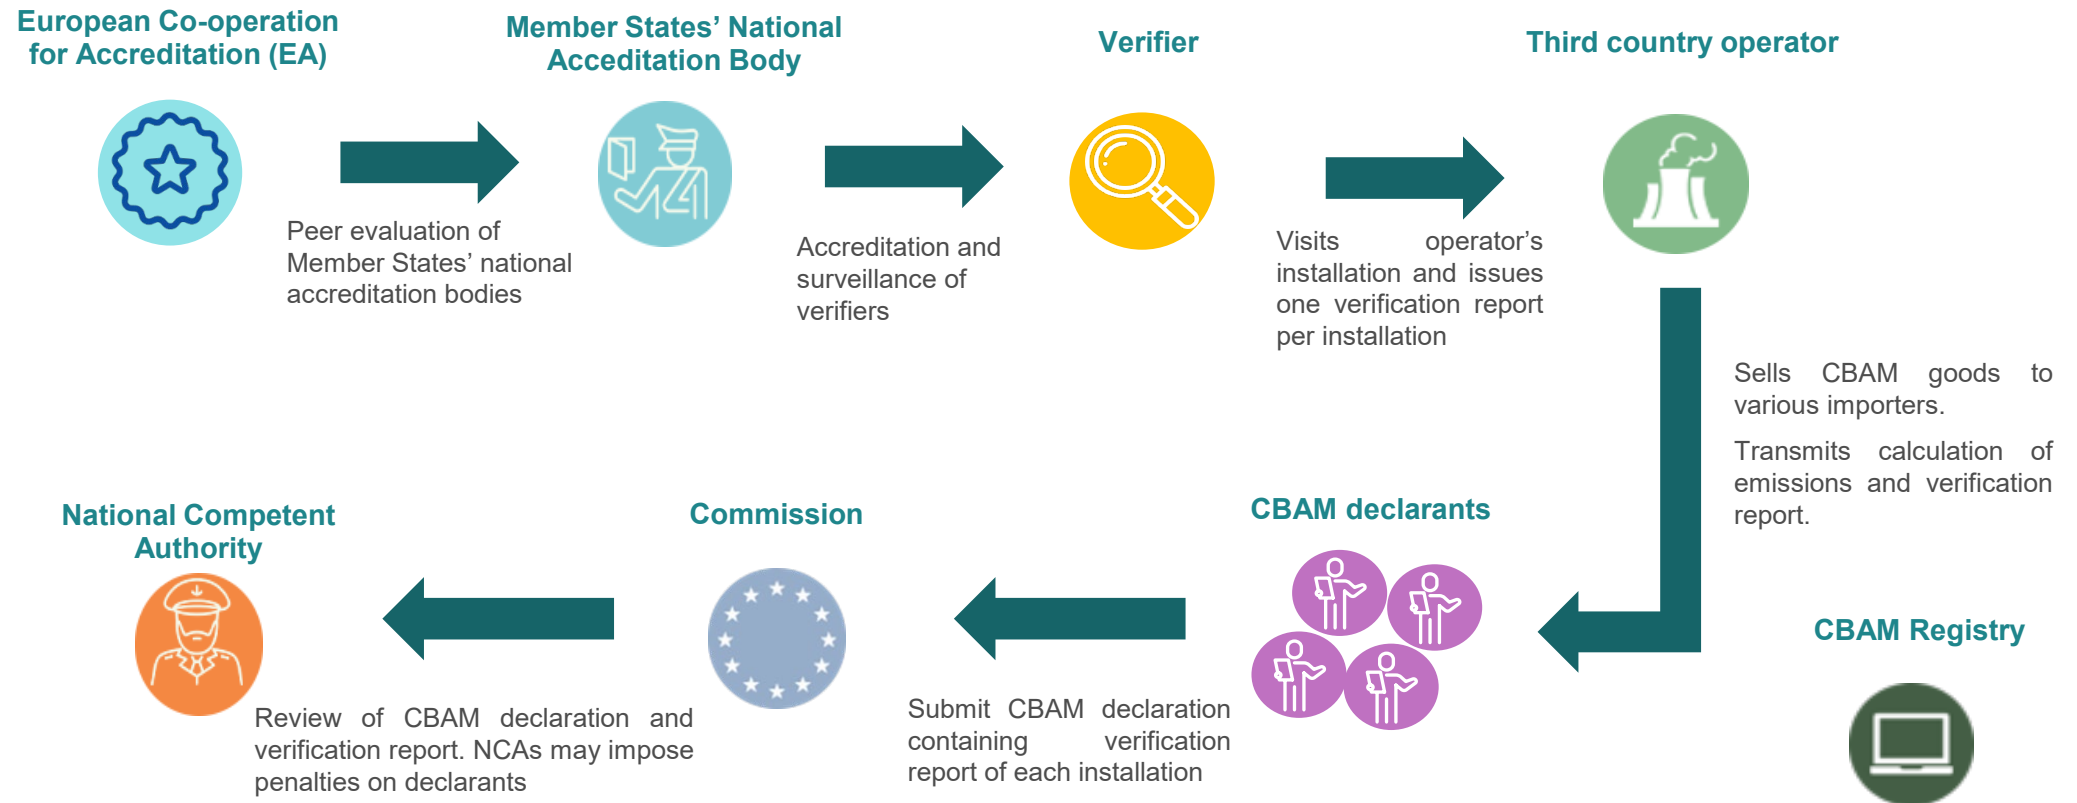 European Co-operation
for Accreditation (EA)
Member States’ National
Acceditation Body
Verifier
Third country operator
Peer evaluation of
Member States’ national
accreditation bodies
Accreditation and
surveillance of
verifiers
Visits operator’s
installation and issues
one verification report
per installation
Sells CBAM goods to
various importers.
Transmits calculation of
emissions and verification
report.
National Competent
Authority
Commission
CBAM declarants
CBAM Registry
Review of CBAM declaration and
verification report. NCAs may impose
penalties on declarants
Submit CBAM declaration
containing verification
report of each installation